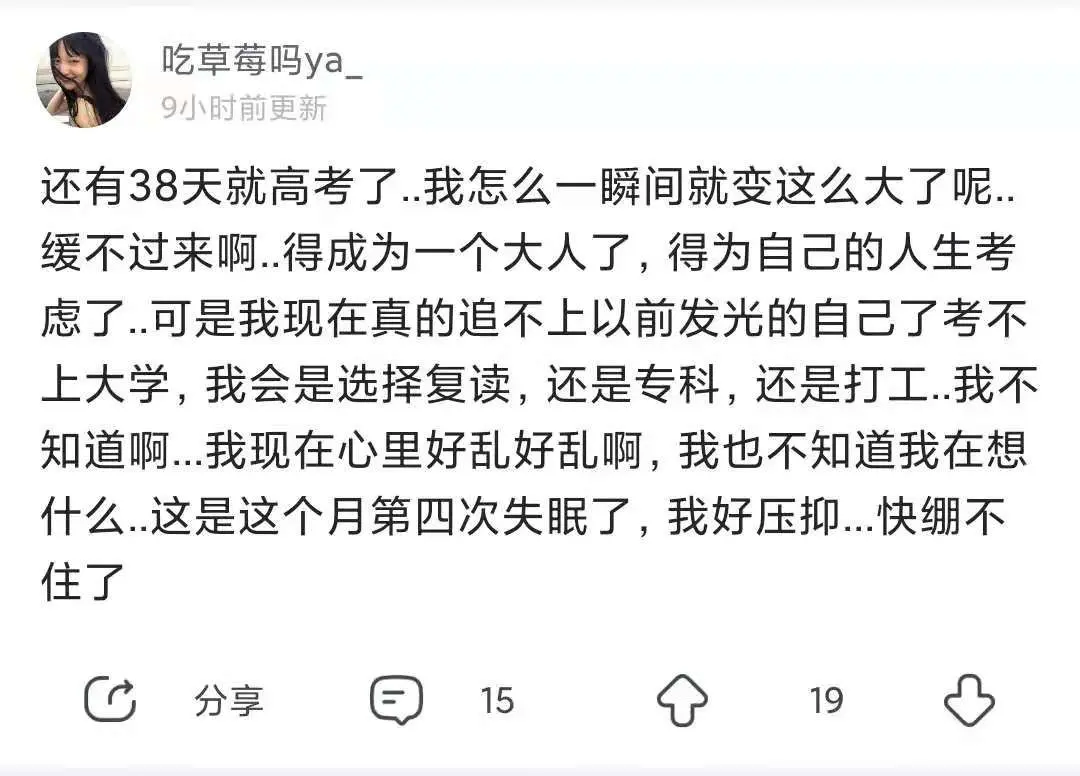 吃草莓吗ya_
9小时前更新
还有38天就高考了..我怎么一瞬间就变这么大了呢..
缓不过来啊..得成为一个大人了, 得为自己的人生考
虑了..可是我现在真的追不上以前发光的自己了考不
上大学, 我会是选择复读, 还是专科, 还是打工..我不
知道啊...我现在心里好乱好乱啊, 我也不知道我在想
什么..这是这个月第四次失眠了, 我好压抑...快绷不
住了
分享 15 19